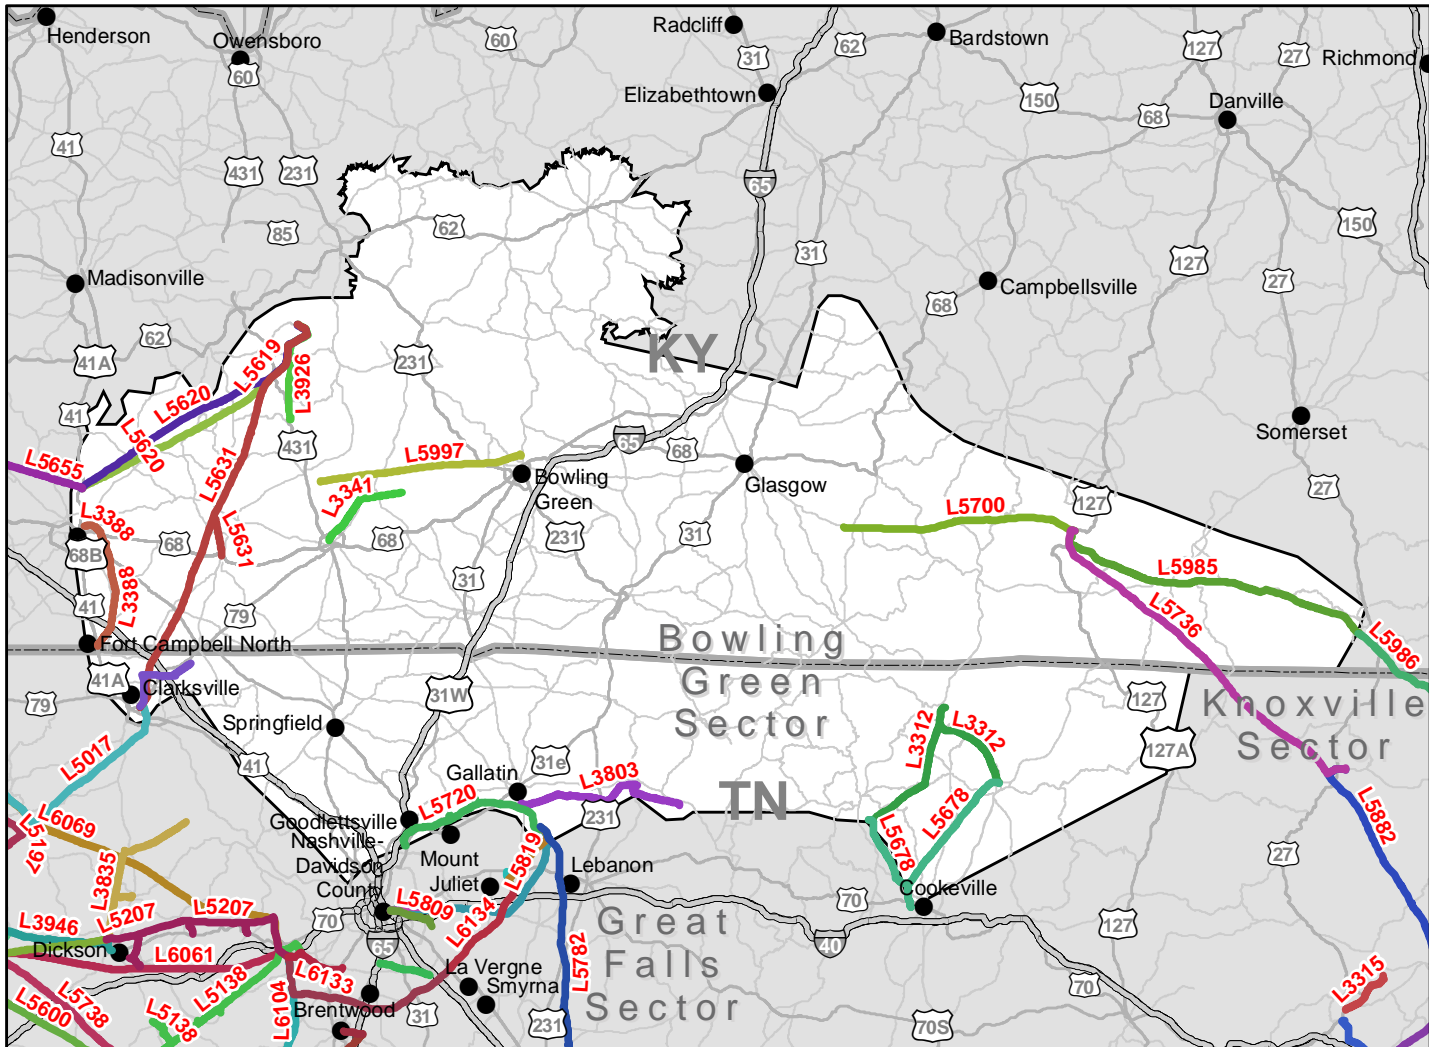 Henderson
Owensboro
60
60
Radcliff
31
62
Bardstown
127
27
Richmond
Elizabethtown
150
68
Danville
41
431
231
65
85
62
31
127
150
Madisonville
Campbellsville
27
68
62
41A
KY
231
L5619
L5620
L3926
41
L5620
431
65
68
Somerset
L5655
L5997
Bowling
Green
Glasgow
27
L5631
L3341
L5700
127
L3388
68B
68
L5631
68
231
31
L5985
L3388
41
79
31
L5736
Fort Campbell North
Bowling
Green
Sector
L5986
41A
Clarksville
31W
127
Knoxville
Sector
79
Springfield
L3312
L3312
127A
L5017
41
31e
Gallatin
L3803
TN
L5720
231
Goodlettsville
Nashville-
Davidson
County
L5678
L5678
L5882
L6069
L5197
Mount
Juliet
L5819
Lebanon
27
L3835
70
Cookeville
L5207
L5207
L5809
70
L3946
L6134
Great
Falls
Sector
127
Dickson
65
40
L6061
L5782
L6133
La Vergne
Smyrna
70
L5138
L3315
L5738
L6104
Brentwood
L5600
L5138
31
231
70S